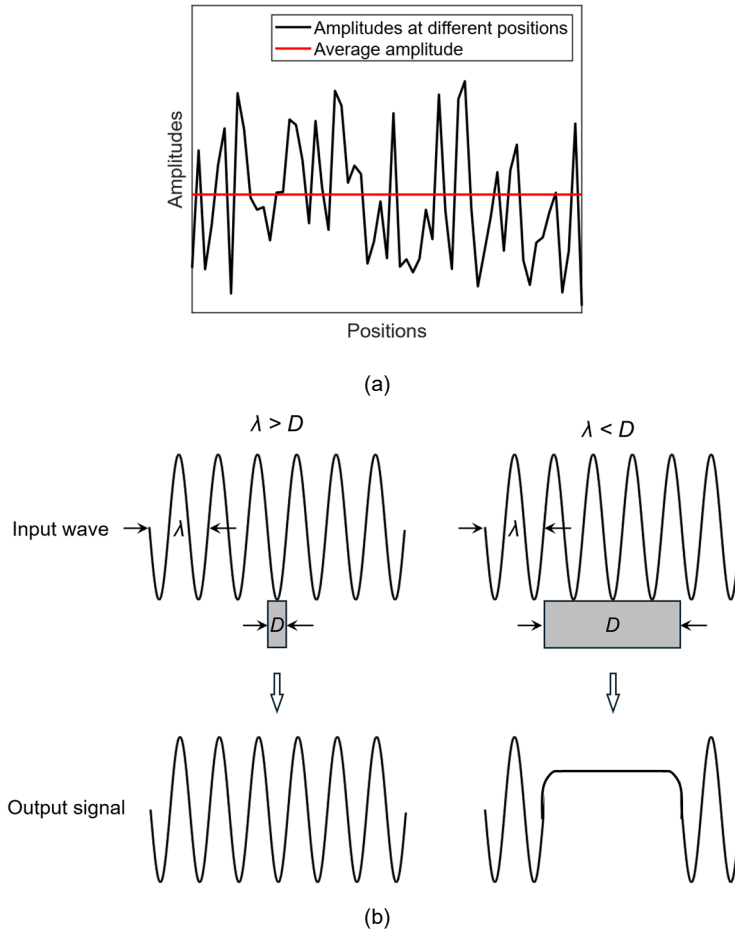 Amplitudes at different positions
Average amplitude
Amplitudes
Positions
(a)
λ > D
λ < D
Input wave
λ
λ
D
D
Output signal
(b)